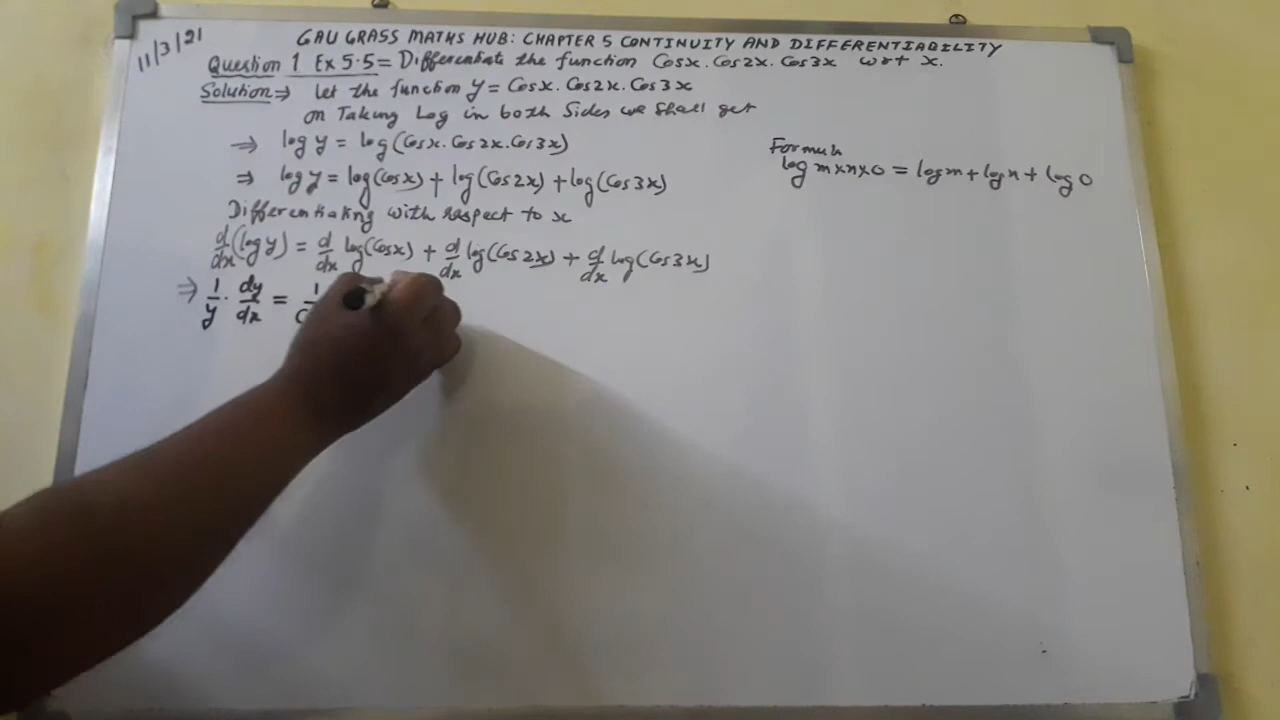 11/3/21
GAU GRASS MATHS HUB: CHAPTER 5 CONTINUITY AND DIFFERENTIABILITY
Question 1 Ex 5.5 = Differentiate the function Cosx. Cos2x. Cos3x wrt x.
Solution ⇒ Let the function y = Cosx. Cos2x. Cos3x
on Taking Log in both Sides we shall get
⇒ log y = log(Cosx. Cos2x. Cos3x)
Formula
log m×n×o = log m + log n + log o
⇒ log y = log(Cosx) + log(Cos2x) + log(Cos3x)
Differentiating with respect to x
d/dx (log y) = d/dx log(Cosx) + d/dx log(Cos2x) + d/dx log(Cos3x)
⇒ 1/y . dy/dx = 1/C